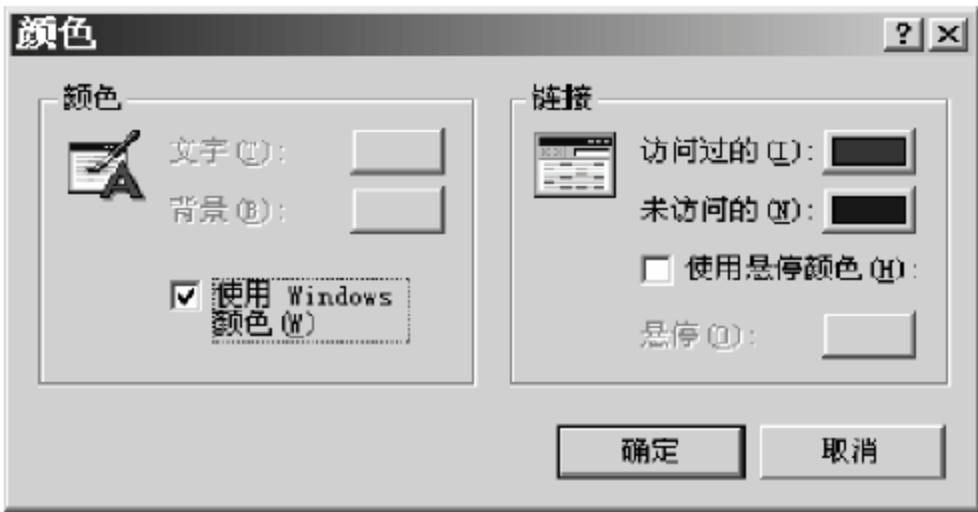 颜色
颜色
文字(T):
背景(B):
使用 Windows
颜色(W)
链接
访问过的(I):
未访问的(N):
使用悬停颜色(H):
悬停(O):
确定
取消